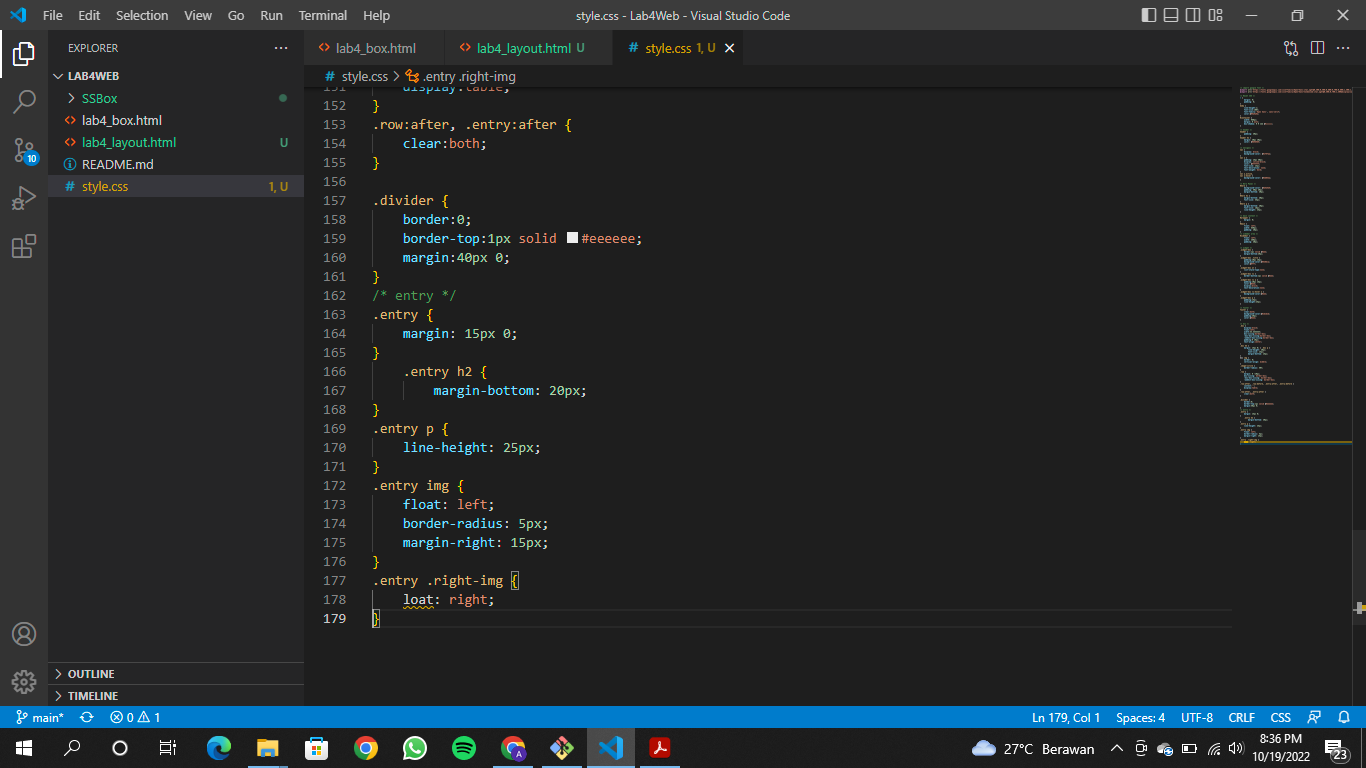 File Edit Selection View Go Run Terminal Help
style.css - Lab4Web - Visual Studio Code
EXPLORER
LAB4WEB
SSBox
lab4_box.html
lab4_layout.html U
README.md
style.css 1, U
OUTLINE
TIMELINE
10
lab4_box.html
lab4_layout.html U
style.css 1, U
style.css > .entry .right-img
151 display:table;
152 }
153 .row:after, .entry:after {
154 clear:both;
155 }
156
157 .divider {
158 border:0;
159 border-top:1px solid #eeeeee;
160 margin:40px 0;
161 }
162 /* entry */
163 .entry {
164 margin: 15px 0;
165 }
166 .entry h2 {
167 margin-bottom: 20px;
168 }
169 .entry p {
170 line-height: 25px;
171 }
172 .entry img {
173 float: left;
174 border-radius: 5px;
175 margin-right: 15px;
176 }
177 .entry .right-img {
178 loat: right;
179 }
main* 0 1
Ln 179, Col 1 Spaces: 4 UTF-8 CRLF CSS
27°C Berawan
8:36 PM
10/19/2022
23